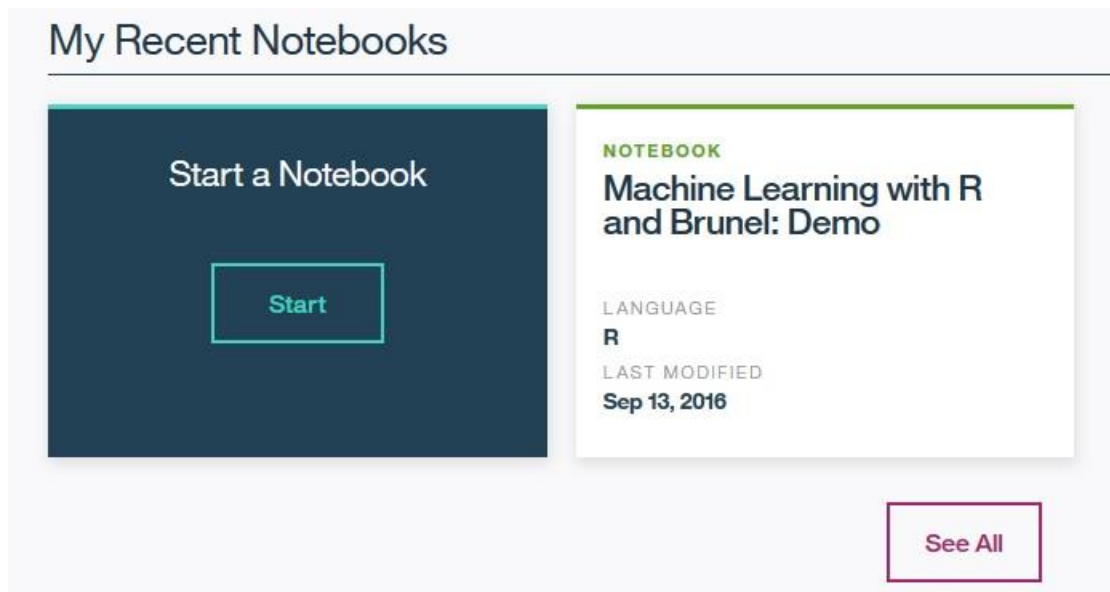 My Recent Notebooks
Start a Notebook
Start
NOTEBOOK
Machine Learning with R
and Brunel: Demo
LANGUAGE
R
LAST MODIFIED
Sep 13, 2016
See All